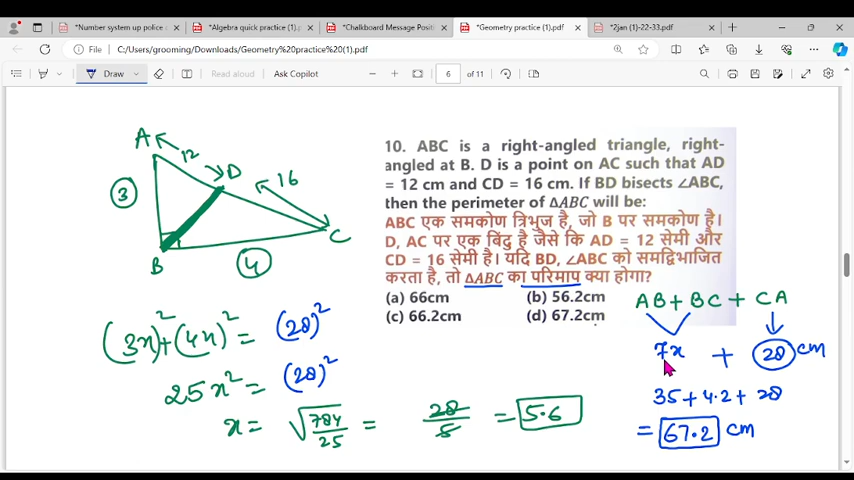 *Number system up police
*Algebra quick practice (1).p
*Chalkboard Message Posit
*Geometry practice (1).pdf
*2jan (1)-22-33.pdf
File C:/Users/grooming/Downloads/Geometry%20practice%20(1).pdf
Draw
Read aloud
Ask Copilot
6 of 11
A
12
D
16
3
C
B
4
10. ABC is a right-angled triangle, right-
angled at B. D is a point on AC such that AD
= 12 cm and CD = 16 cm. If BD bisects ∠ABC,
then the perimeter of ΔABC will be:
ABC एक समकोण त्रिभुज है, जो B पर समकोण है।
D, AC पर एक बिंदु है जैसे कि AD = 12 सेमी और
CD = 16 सेमी है। यदि BD, ∠ABC को समद्विभाजित
करता है, तो ΔABC का परिमाप क्या होगा?
(a) 66cm (b) 56.2cm
(c) 66.2cm (d) 67.2cm
(3x)²+(4x)² = (28)²
25x² = (28)²
x = √784/25 = 28/5 = 5.6
AB+BC+CA
7x + 28 cm
35+4.2+28
= 67.2 cm